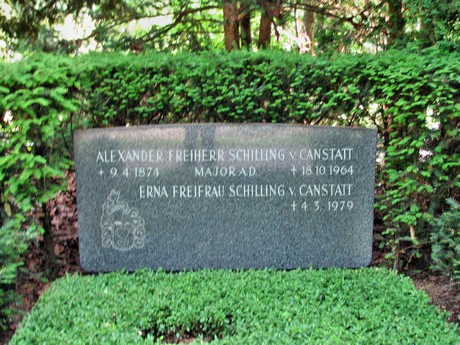 ALEXANDER FREIHERR SCHILLING v. CANSTATT
+ 9.4.1874 MAJOR A.D. + 18.10.1964
ERNA FREIFRAU SCHILLING v. CANSTATT
+ 4.3.1979